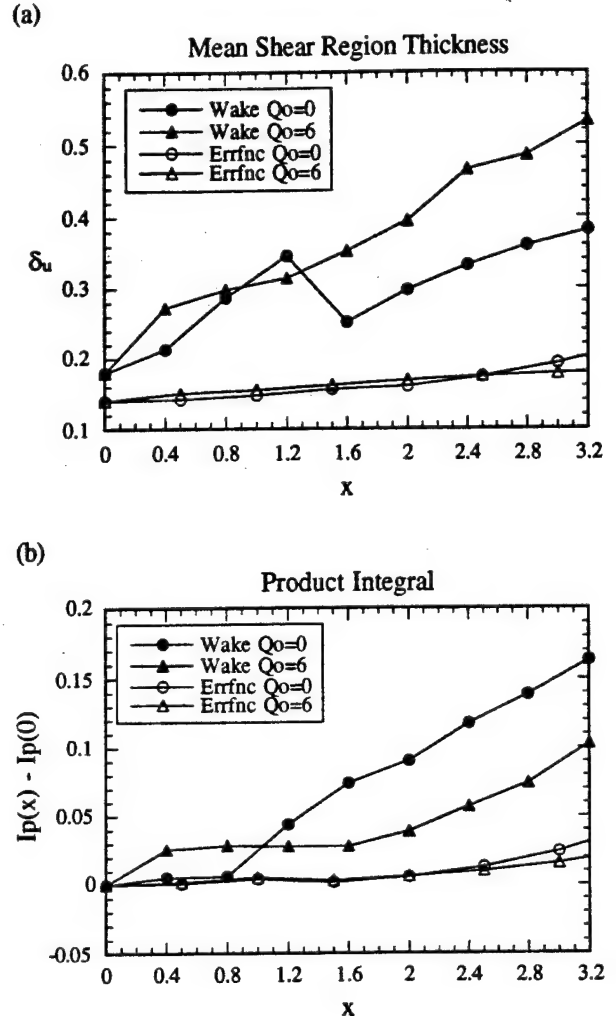 (a)
Mean Shear Region Thickness
0.6
0.5
0.4
0.3
0.2
0.1
δu
Wake Qo=0
Wake Qo=6
Errfnc Qo=0
Errfnc Qo=6
0 0.4 0.8 1.2 1.6 2 2.4 2.8 3.2
x
(b)
Product Integral
0.2
0.15
0.1
0.05
0
-0.05
Ip(x) - Ip(0)
Wake Qo=0
Wake Qo=6
Errfnc Qo=0
Errfnc Qo=6
0 0.4 0.8 1.2 1.6 2 2.4 2.8 3.2
x